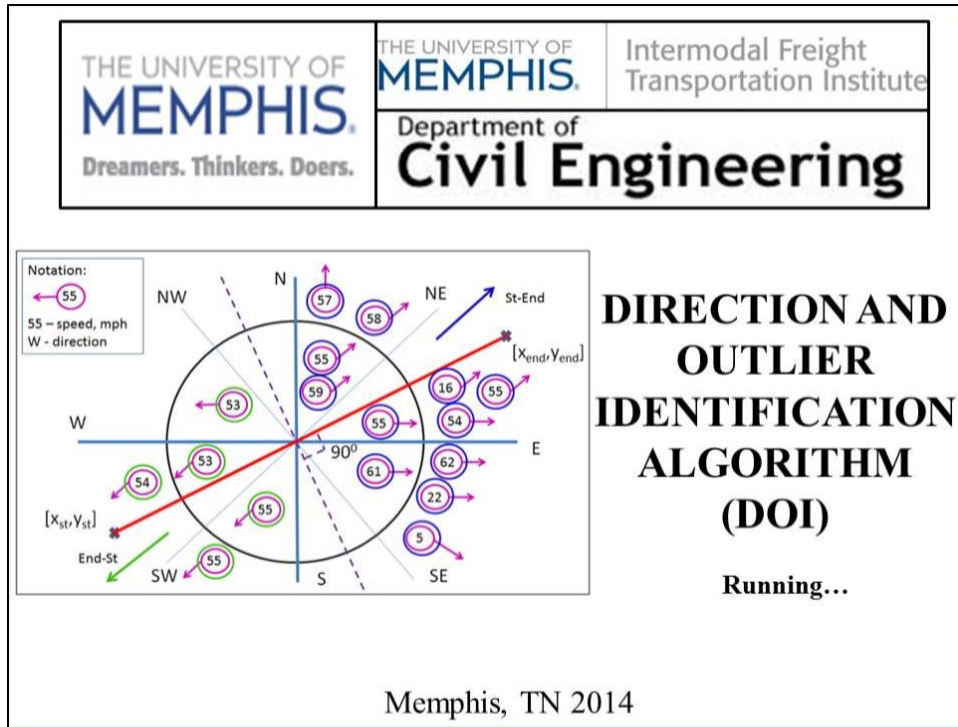 THE UNIVERSITY OF
MEMPHIS.
Dreamers. Thinkers. Doers.
THE UNIVERSITY OF
MEMPHIS.
Intermodal Freight
Transportation Institute
Department of
Civil Engineering
Notation:
55
55 – speed, mph
W - direction
N
NW
NE
57
58
St-End
[xend,yend]
55
59
16
55
53
55
54
W
E
90⁰
53
61
62
54
22
55
[xst,yst]
5
End-St
55
SW
S
SE
DIRECTION AND
OUTLIER
IDENTIFICATION
ALGORITHM
(DOI)
Running...
Memphis, TN 2014